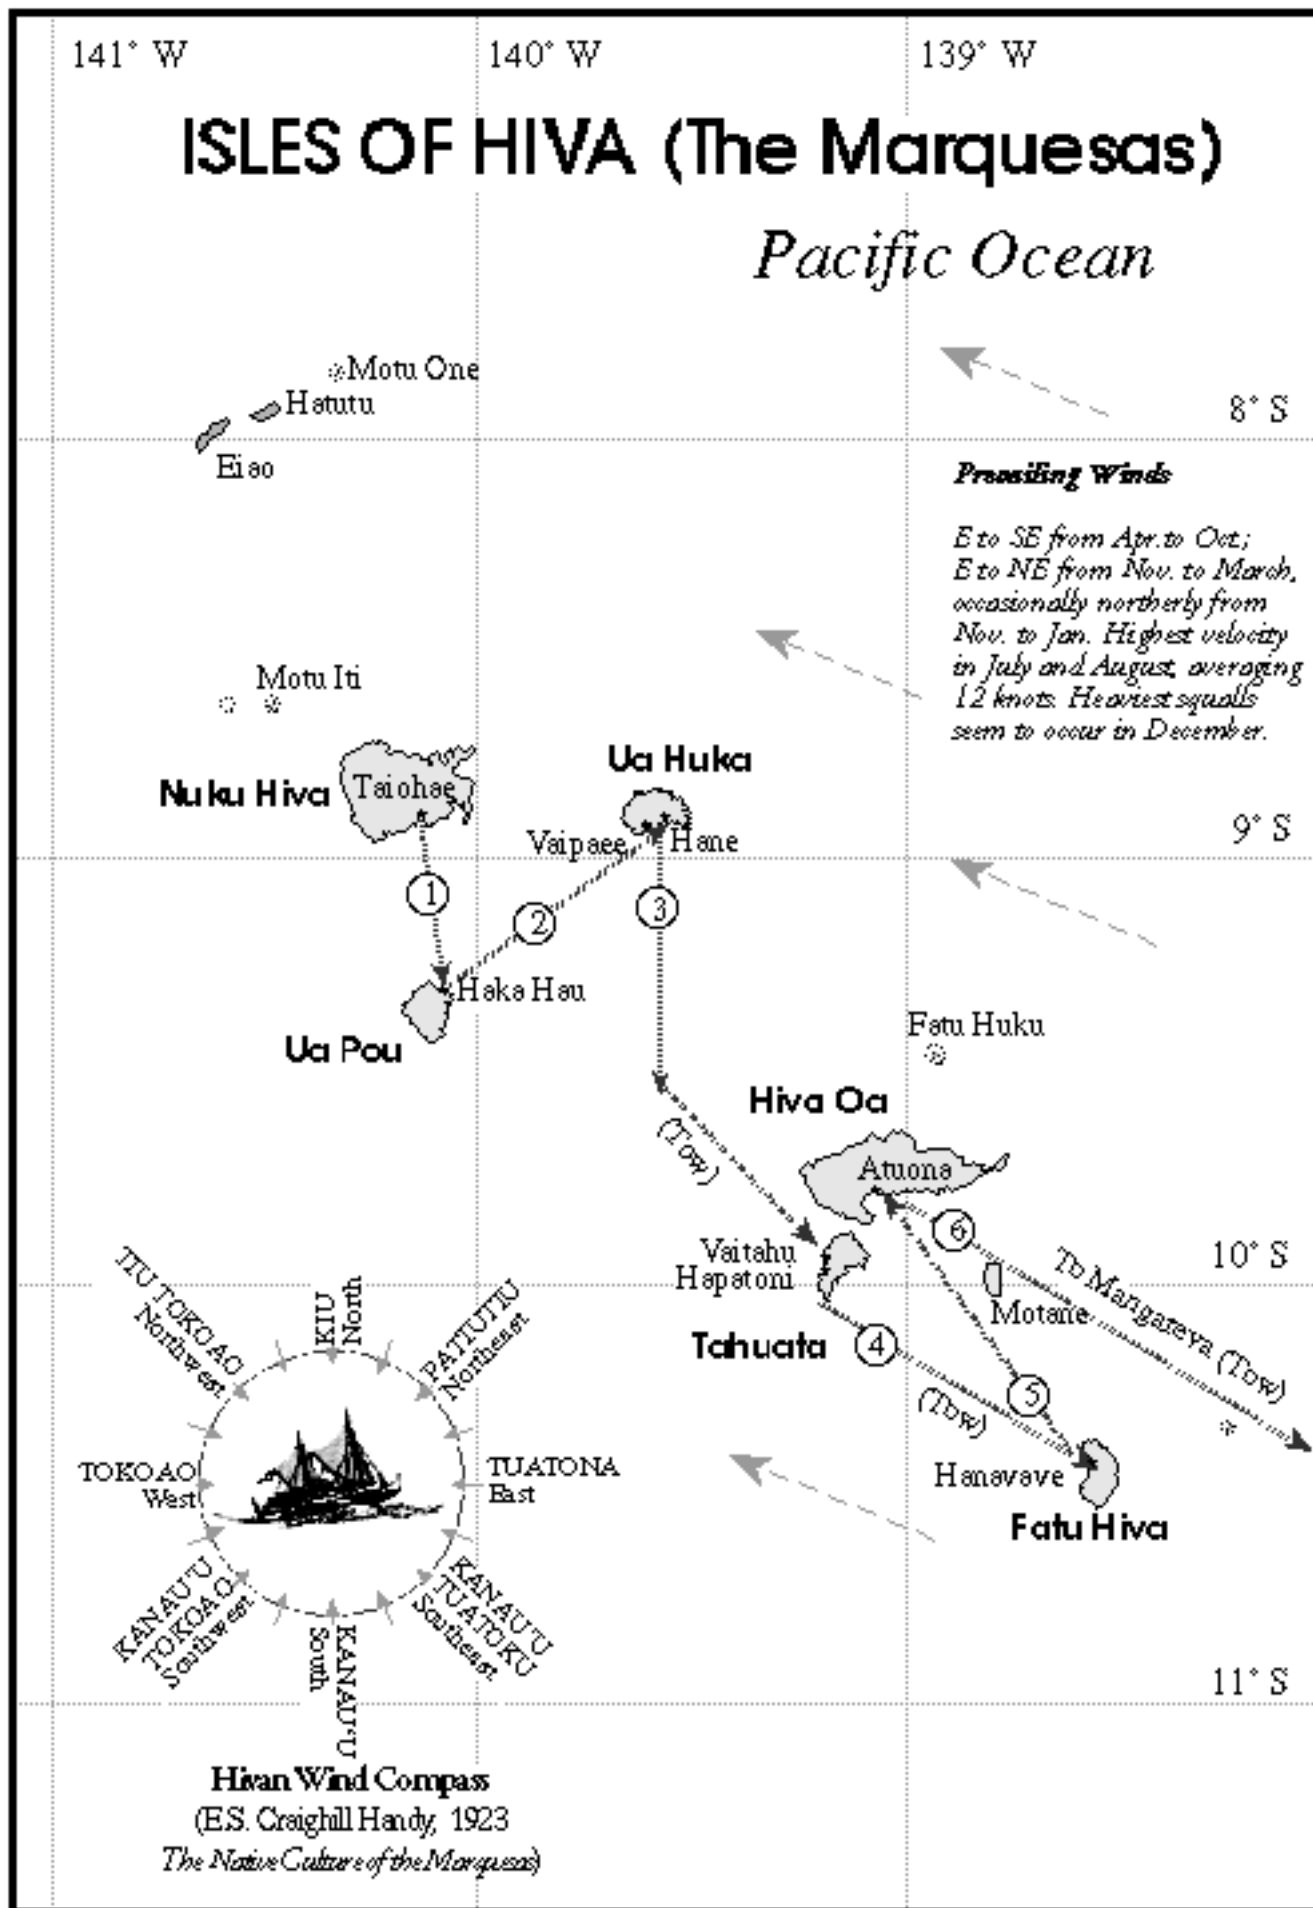 141° W
140° W
139° W
ISLES OF HIVA (The Marquesas)
Pacific Ocean
Motu One
Hatutu
Eiao
8° S
Prevailing Winds
E to SE from Apr. to Oct.;
E to NE from Nov. to March,
occasionally northerly from
Nov. to Jan. Highest velocity
in July and August, averaging
12 knots. Heaviest squalls
seem to occur in December.
Motu Iti
Nuku Hiva
Taiohae
Ua Huka
Vaipaee
Hane
9° S
1
2
3
Haka Hau
Ua Pou
Fatu Huku
Hiva Oa
(Tow)
Atuona
6
Vaitahu
Hapatoni
10° S
To Mangareva (Tow)
Motane
Tahuata
4
5
(Tow)
*
Hanavave
Fatu Hiva
TIU TOKOAO
Northwest
KIU
North
PATIUTIU
Northeast
TOKOAO
West
TUATONA
East
KANAU'U
TOKOAO
Southwest
KANAU'U
South
KANAU'U
TUATOKU
Southeast
11° S
Hivan Wind Compass
(E.S. Craighill Handy, 1923
The Native Culture of the Marquesas)